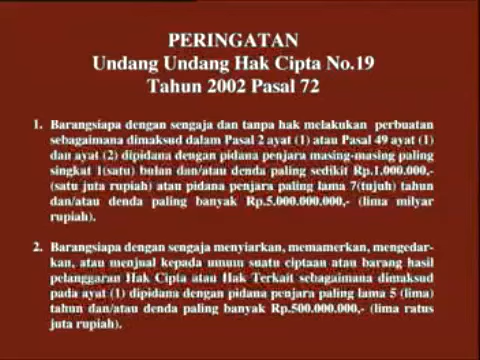 PERINGATAN
Undang Undang Hak Cipta No.19
Tahun 2002 Pasal 72
1. Barangsiapa dengan sengaja dan tanpa hak melakukan perbuatan
sebagaimana dimaksud dalam Pasal 2 ayat (1) atau Pasal 49 ayat (1)
dan ayat (2) dipidana dengan pidana penjara masing-masing paling
singkat 1(satu) bulan dan/atau denda paling sedikit Rp.1.000.000,-
(satu juta rupiah) atau pidana penjara paling lama 7(tujuh) tahun
dan/atau denda paling banyak Rp.5.000.000.000,- (lima milyar
rupiah).
2. Barangsiapa dengan sengaja menyiarkan, memamerkan, mengedar-
kan, atau menjual kepada umum suatu ciptaan atau barang hasil
pelanggaran Hak Cipta atau Hak Terkait sebagaimana dimaksud
pada ayat (1) dipidana dengan pidana penjara paling lama 5 (lima)
tahun dan/atau denda paling banyak Rp.500.000.000,- (lima ratus
juta rupiah).